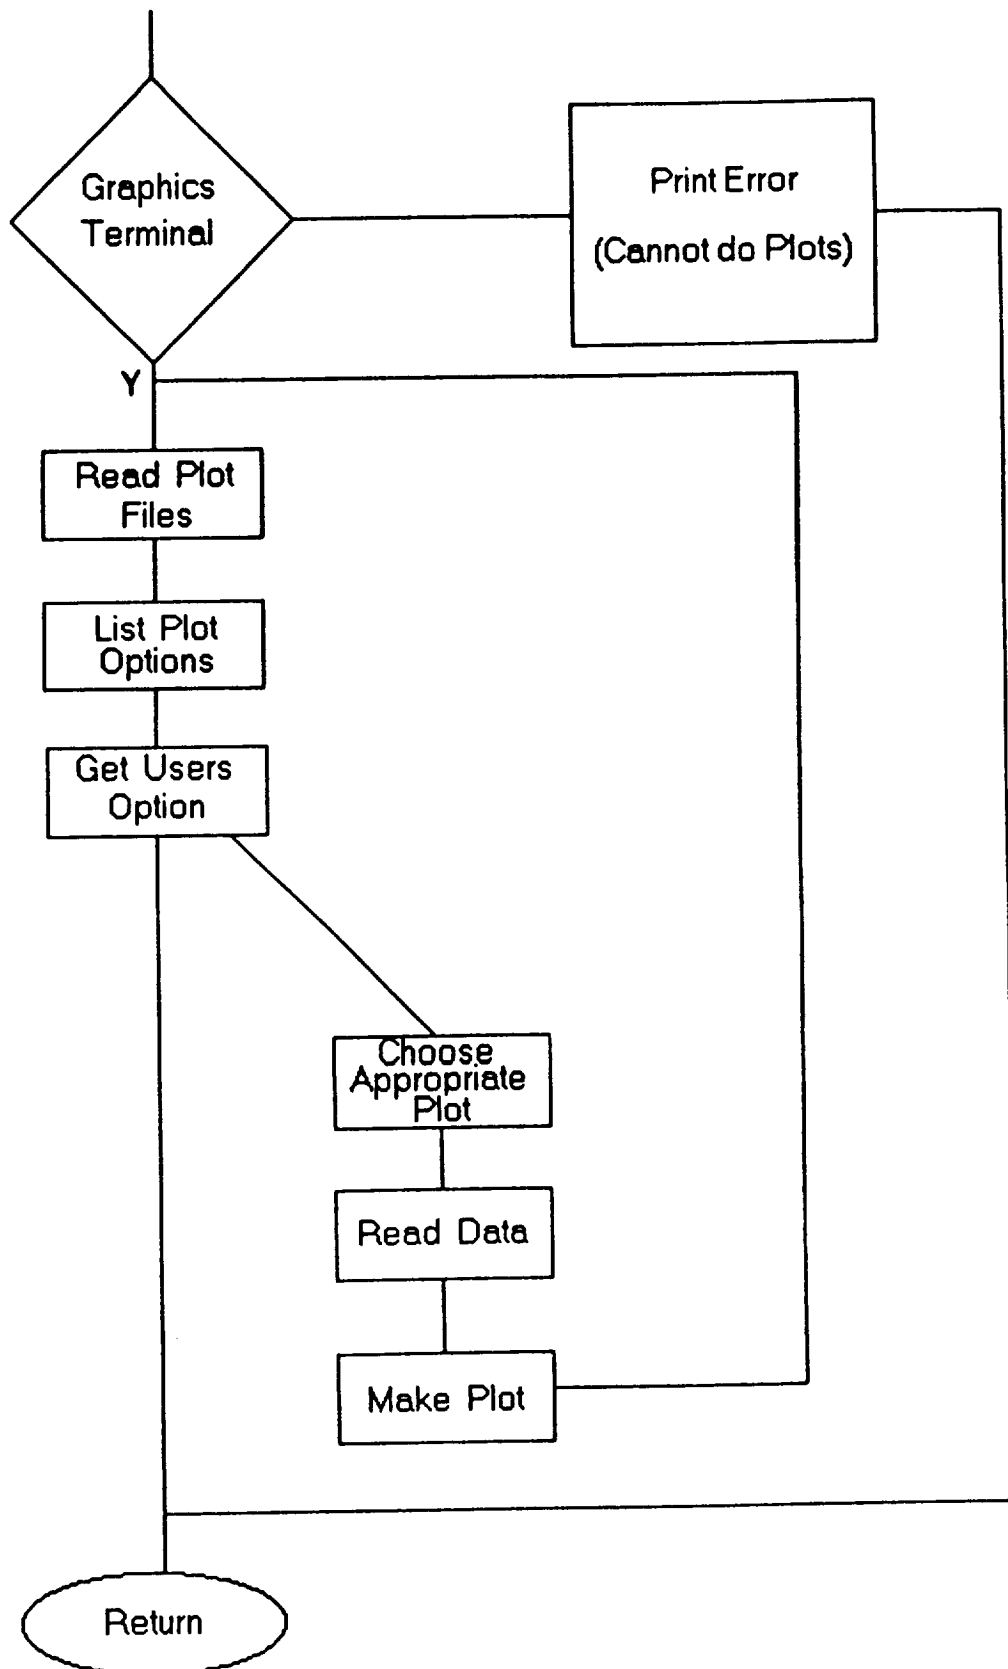 Graphics
Terminal
Print Error
(Cannot do Plots)
Y
Read Plot
Files
List Plot
Options
Get Users
Option
Choose
Appropriate
Plot
Read Data
Make Plot
Return